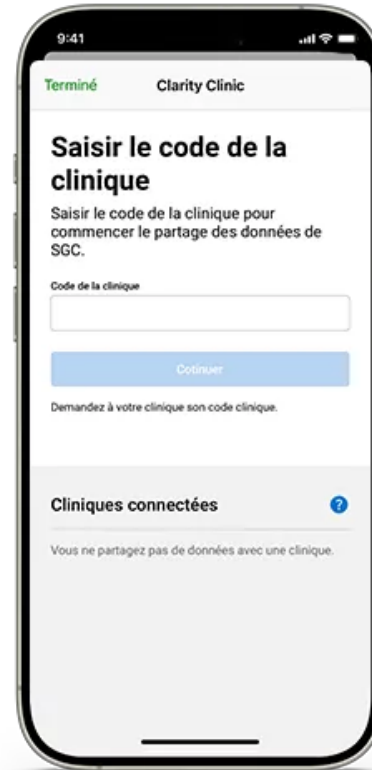 9:41
Terminé Clarity Clinic
Saisir le code de la
clinique
Saisir le code de la clinique pour
commencer le partage des données de
SGC.
Code de la clinique
Cotinuer
Demandez à votre clinique son code clinique.
Cliniques connectées ?
Vous ne partagez pas de données avec une clinique.